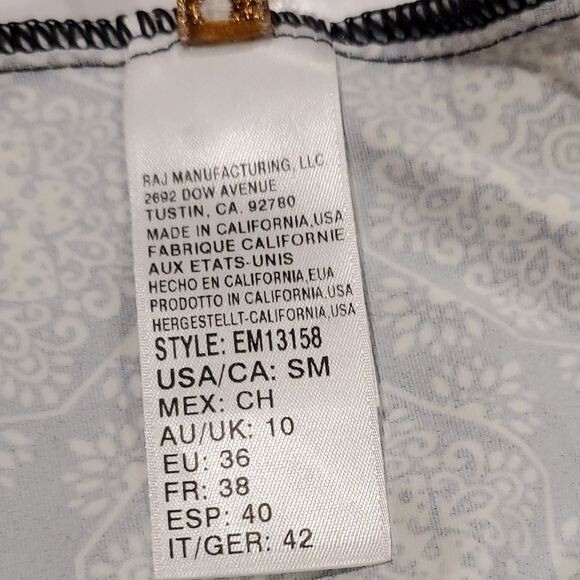 RAJ MANUFACTURING, LLC
2692 DOW AVENUE
TUSTIN, CA. 92780
MADE IN CALIFORNIA,USA
FABRIQUE CALIFORNIE
AUX ETATS-UNIS
HECHO EN CALIFORNIA,EUA
PRODOTTO IN CALIFORNIA.USA
HERGESTELLT-CALIFORNIA,USA
STYLE: EM13158
USA/CA: SM
MEX: CH
AU/UK: 10
EU: 36
FR: 38
ESP: 40
IT/GER: 42